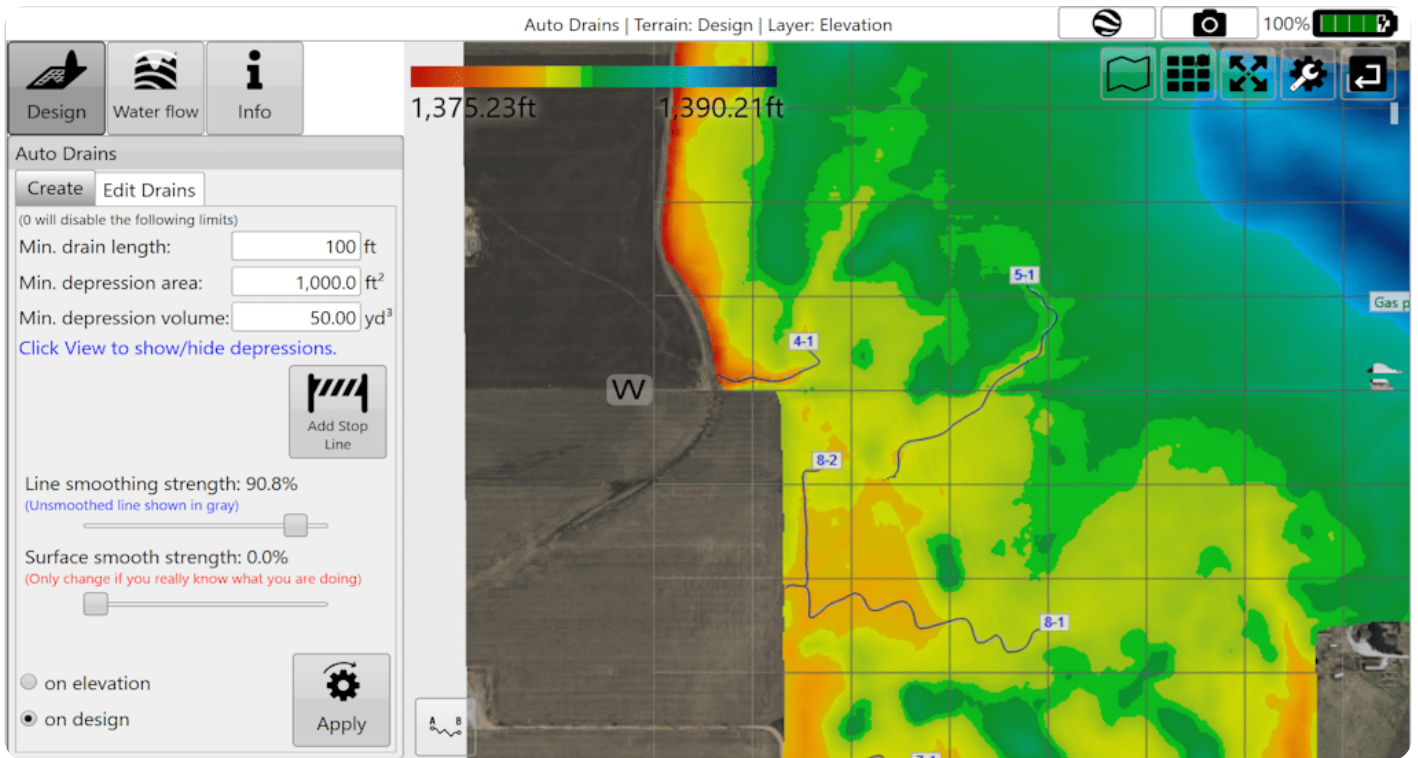 Auto Drains | Terrain: Design | Layer: Elevation
100%
Design
Water flow
Info
1,375.23ft
1,390.21ft
Auto Drains
Create
Edit Drains
(0 will disable the following limits)
Min. drain length: 100 ft
Min. depression area: 1,000.0 ft²
Min. depression volume: 50.00 yd³
Click View to show/hide depressions.
Add Stop
Line
Line smoothing strength: 90.8%
(Unsmoothed line shown in gray)
Surface smooth strength: 0.0%
(Only change if you really know what you are doing)
on elevation
on design
Apply
A B
W
5-1
Gas p
4-1
8-2
8-1